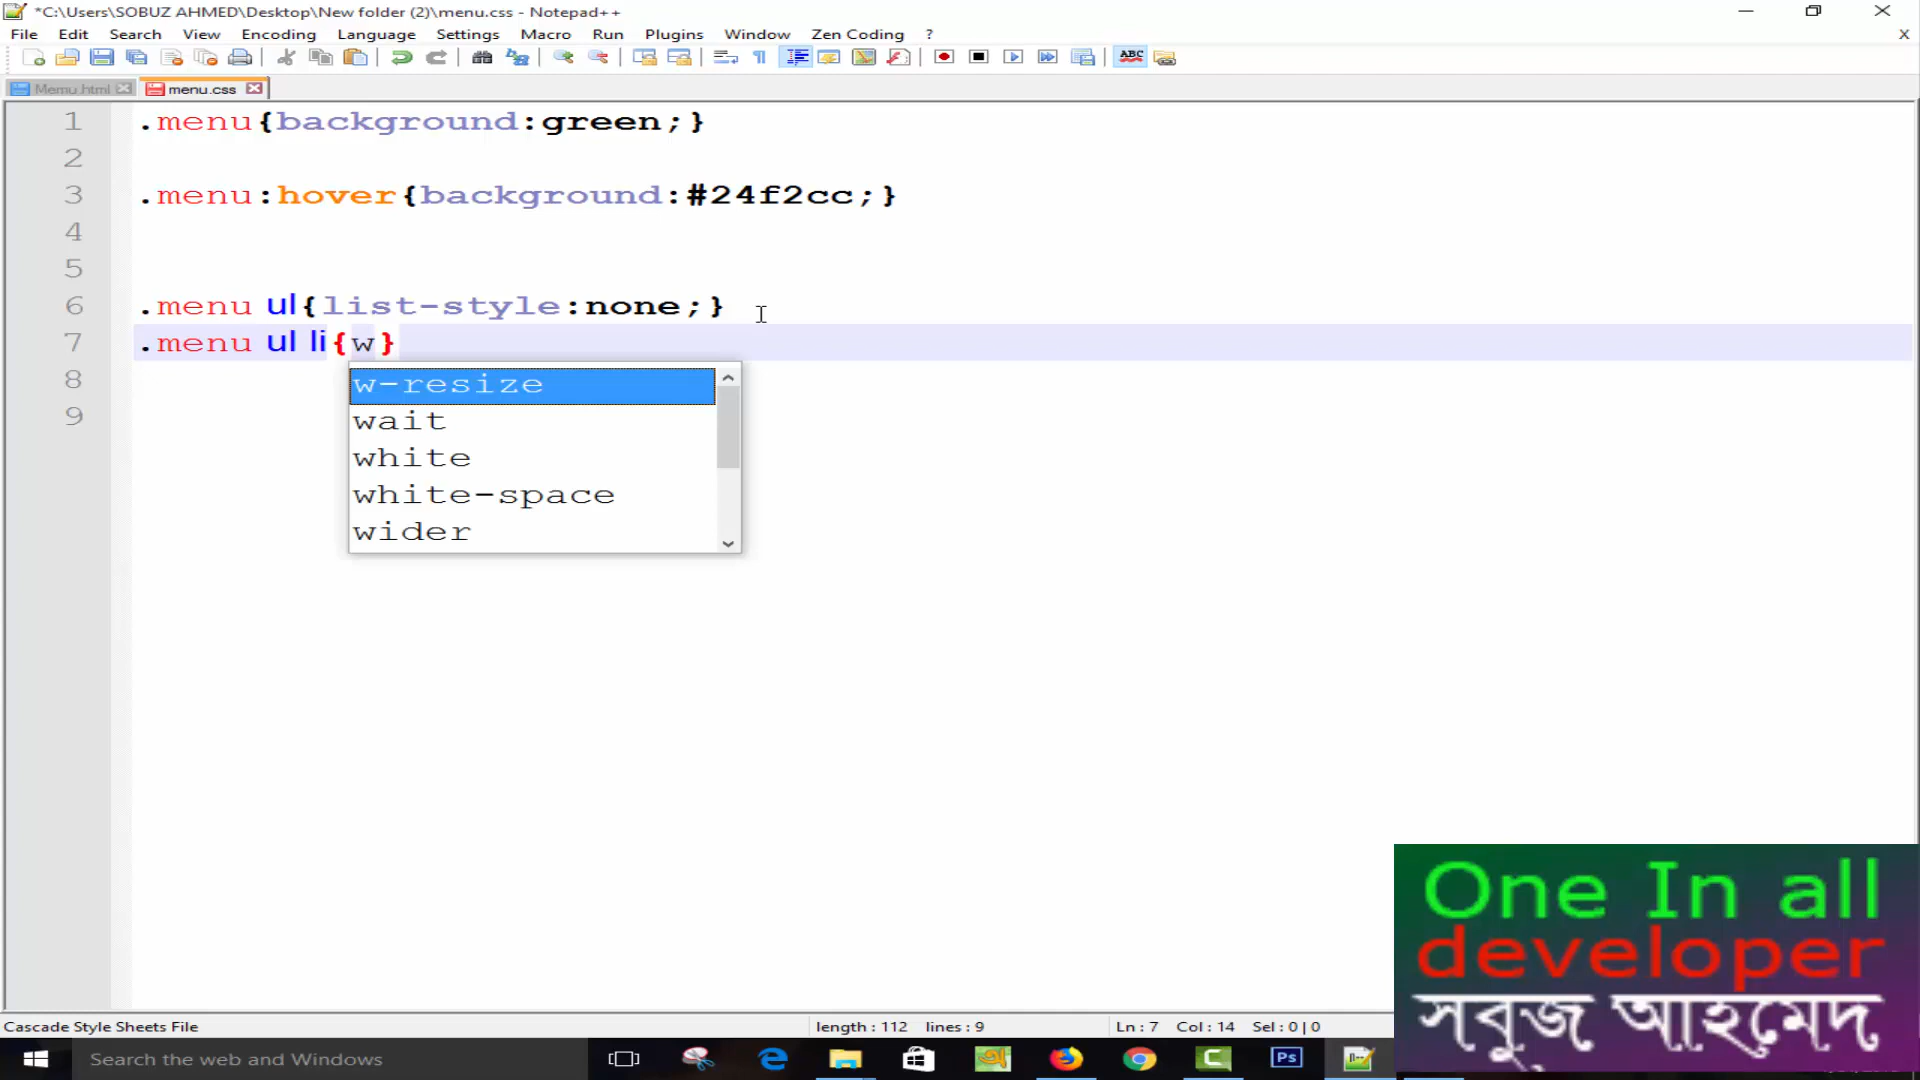 *C:\Users\SOBUZ AHMED\Desktop\New folder (2)\menu.css - Notepad++
File Edit Search View Encoding Language Settings Macro Run Plugins Window Zen Coding ? X
ABC
Memu.html menu.css
1 .menu{background:green;}
2
3 .menu:hover{background:#24f2cc;}
4
5
6 .menu ul{list-style:none;}
7 .menu ul li{w}
8
9
w-resize
wait
white
white-space
wider
One In all
developer
সবুজ আহমেদ
Cascade Style Sheets File length : 112 lines : 9 Ln : 7 Col : 14 Sel : 0 | 0
Search the web and Windows
Ps